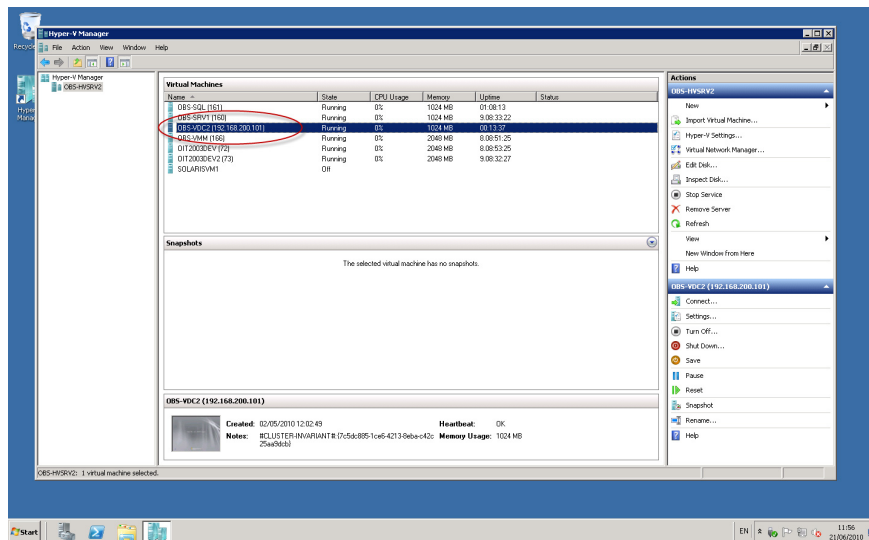 Recycle
Hyper-V Manager
File Action View Window Help
Hyper-V Manager
OBS-HVSRV2
Virtual Machines
Name State CPU Usage Memory Uptime Status
OBS-SQL (161) Running 0% 1024 MB 01:08:13
OBS-SRV1 (160) Running 0% 1024 MB 9.08:33:22
OBS-VDC2 (192.168.200.101) Running 0% 1024 MB 00:13:37
OBS-VMM (166) Running 0% 2048 MB 8.08:51:25
OIT2003DEV (72) Running 0% 2048 MB 8.08:53:25
OIT2003DEV2 (73) Running 0% 2048 MB 9.08:32:27
SOLARISVM1 Off
Snapshots
The selected virtual machine has no snapshots.
OBS-VDC2 (192.168.200.101)
Created: 02/05/2010 12:02:49 Heartbeat: OK
Notes: #CLUSTER-INVARIANT#:{7c5dc885-1ce6-4213-8eba-c42c Memory Usage: 1024 MB
25aa9dcb}
Actions
OBS-HVSRV2
New
Import Virtual Machine...
Hyper-V Settings...
Virtual Network Manager...
Edit Disk...
Inspect Disk...
Stop Service
Remove Server
Refresh
View
New Window from Here
Help
OBS-VDC2 (192.168.200.101)
Connect...
Settings...
Turn Off...
Shut Down...
Save
Pause
Reset
Snapshot
Rename...
Help
OBS-HVSRV2: 1 virtual machine selected.
Start
EN
11:56
21/06/2010